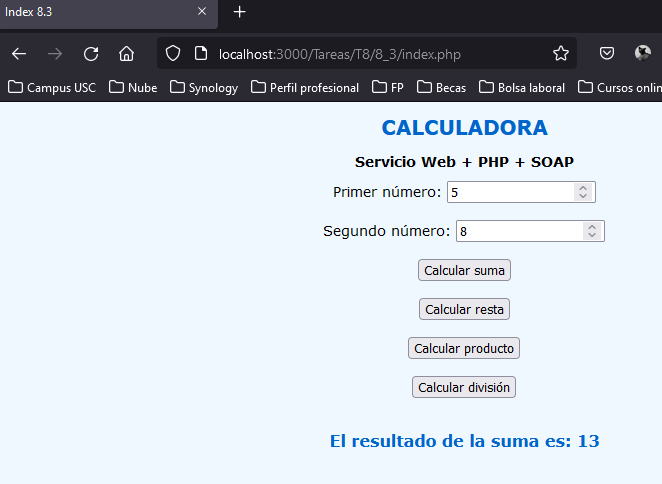 Index 8.3
localhost:3000/Tareas/T8/8_3/index.php
Campus USC Nube Synology Perfil profesional FP Becas Bolsa laboral Cursos onlin
CALCULADORA
Servicio Web + PHP + SOAP
Primer número: 5
Segundo número: 8
Calcular suma
Calcular resta
Calcular producto
Calcular división
El resultado de la suma es: 13